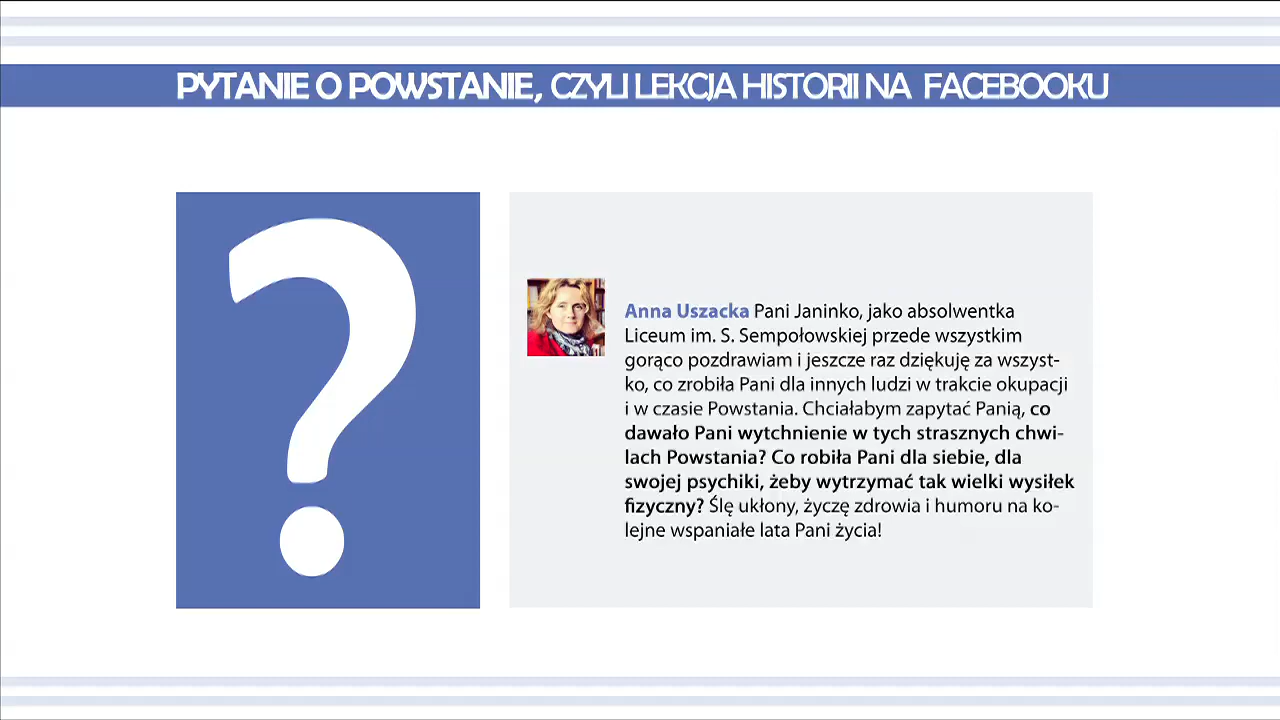 PYTANIE O POWSTANIE, CZYLI LEKCJA HISTORII NA FACEBOOKU
?
Anna Uszacka Pani Janinko, jako absolwentka
Liceum im. S. Sempołowskiej przede wszystkim
gorąco pozdrawiam i jeszcze raz dziękuję za wszyst-
ko, co zrobiła Pani dla innych ludzi w trakcie okupacji
i w czasie Powstania. Chciałabym zapytać Panią, co
dawało Pani wytchnienie w tych strasznych chwi-
lach Powstania? Co robiła Pani dla siebie, dla
swojej psychiki, żeby wytrzymać tak wielki wysiłek
fizyczny? Ślę ukłony, życzę zdrowia i humoru na ko-
lejne wspaniałe lata Pani życia!